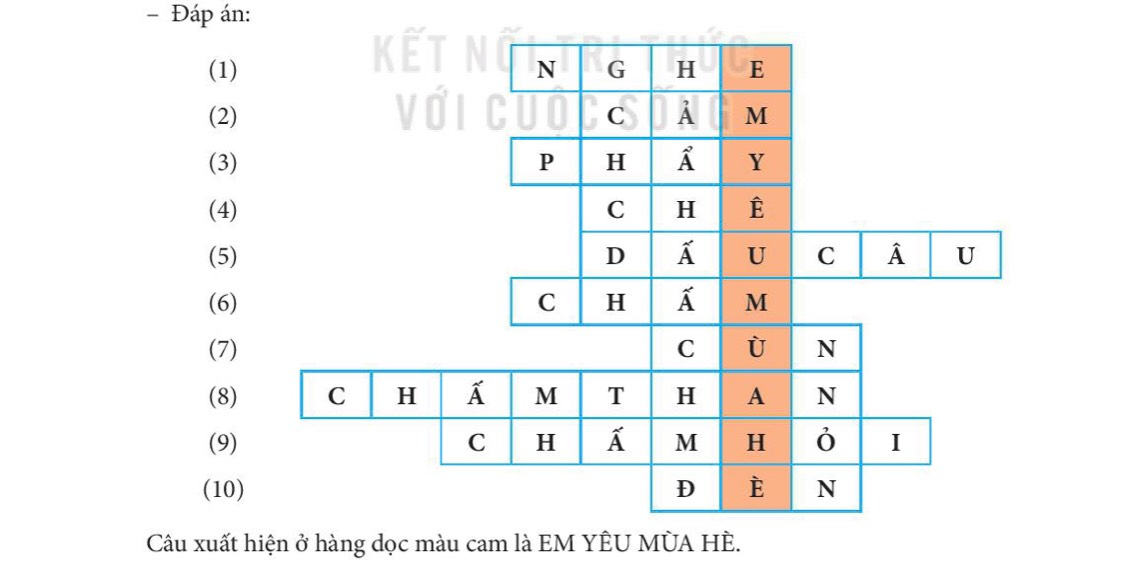 – Đáp án:
KẾT NỐI TRI THỨC
VỚI CUỘC SỐNG
(1) N G H E
(2) C Ả M
(3) P H Ẩ Y
(4) C H Ê
(5) D Ấ U C Â U
(6) C H Ấ M
(7) C Ù N
(8) C H Ấ M T H A N
(9) C H Ấ M H Ỏ I
(10) Đ È N
Câu xuất hiện ở hàng dọc màu cam là EM YÊU MÙA HÈ.